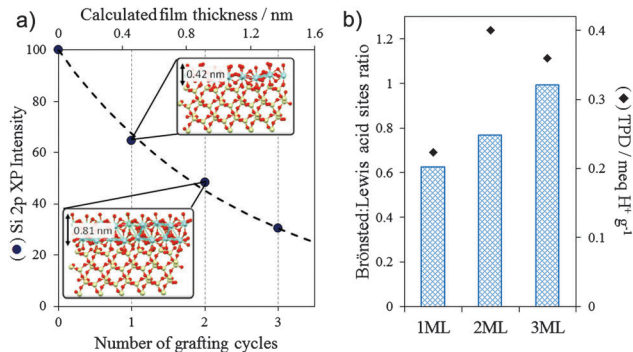 a)
Calculated film thickness / nm
0 0.4 0.8 1.2 1.6
100
80
60
40
20
0
(●) Si 2p XP Intensity
0.42 nm
0.81 nm
0 1 2 3
Number of grafting cycles
b)
1.2
1
0.8
0.6
0.4
0.2
0
Brönsted:Lewis acid sites ratio
1ML 2ML 3ML
0.4
0.3
0.2
0.1
0
(◆) TPD / meq H⁺ g⁻¹